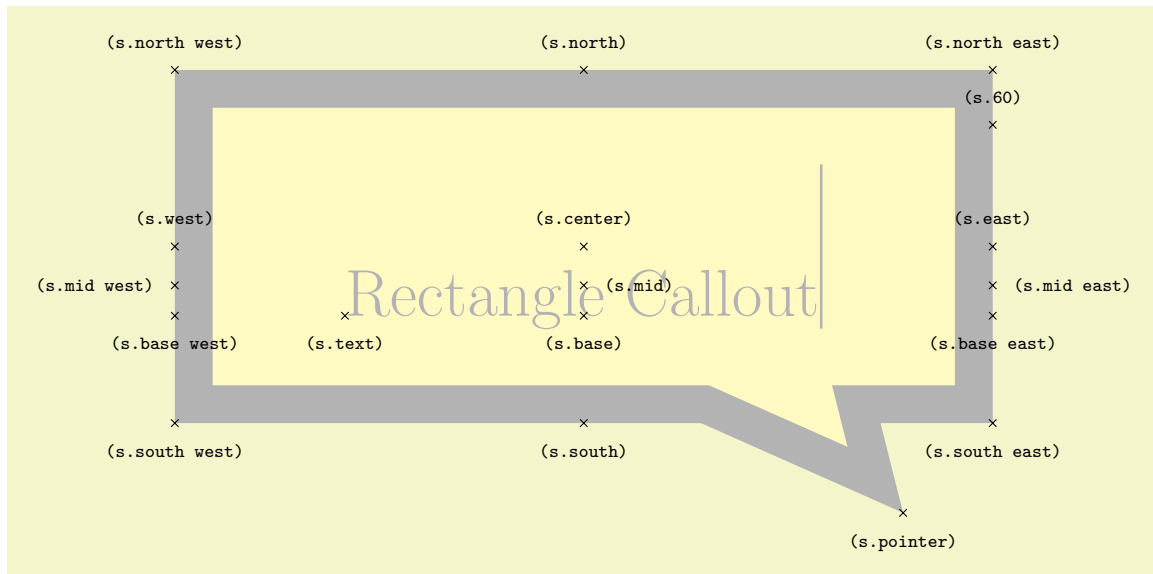 (s.north west) (s.north) (s.north east)
(s.60)
(s.west) (s.center) (s.east)
(s.mid west) Rectangle Callout (s.mid) (s.mid east)
(s.base west) (s.text) (s.base) (s.base east)
(s.south west) (s.south) (s.south east)
(s.pointer)